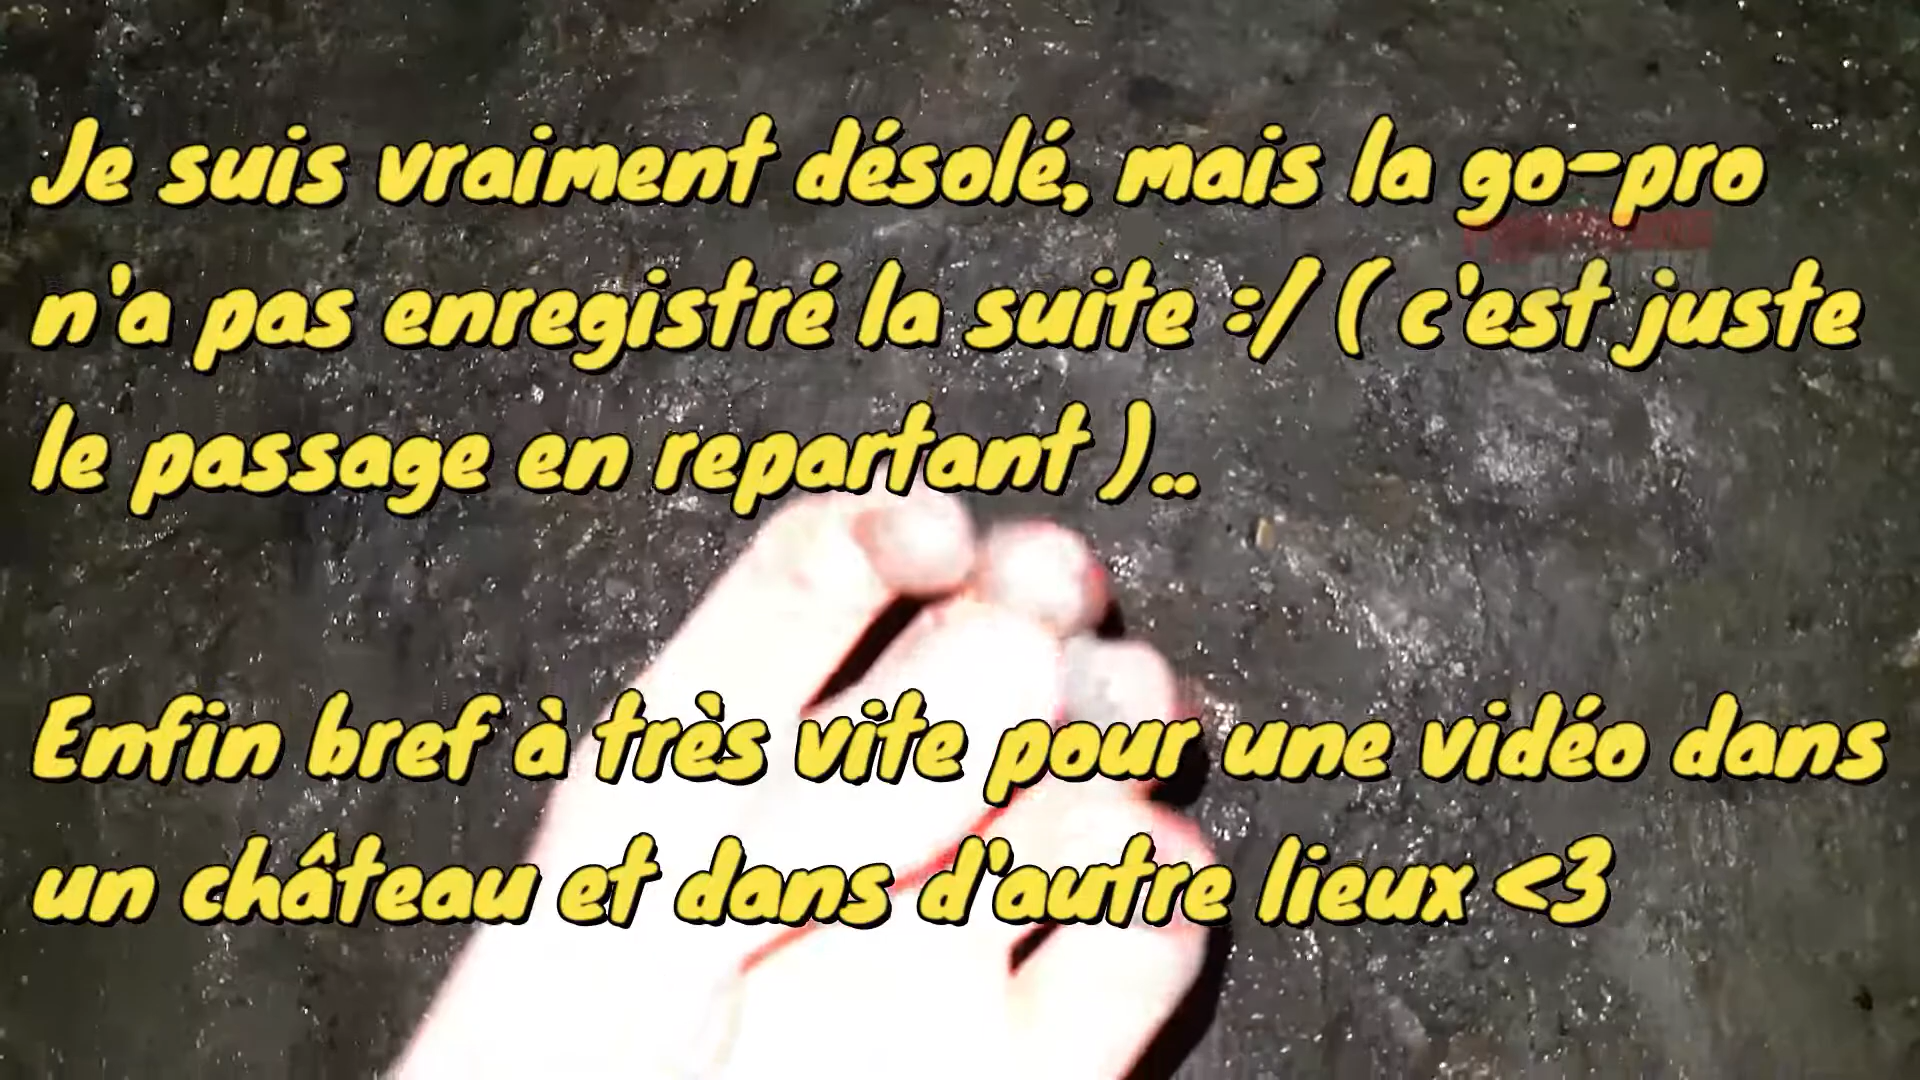 Je suis vraiment désolé, mais la go-pro
n'a pas enregistré la suite :/ ( c'est juste
le passage en repartant )..
Enfin bref à très vite pour une vidéo dans
un château et dans d'autre lieux <3